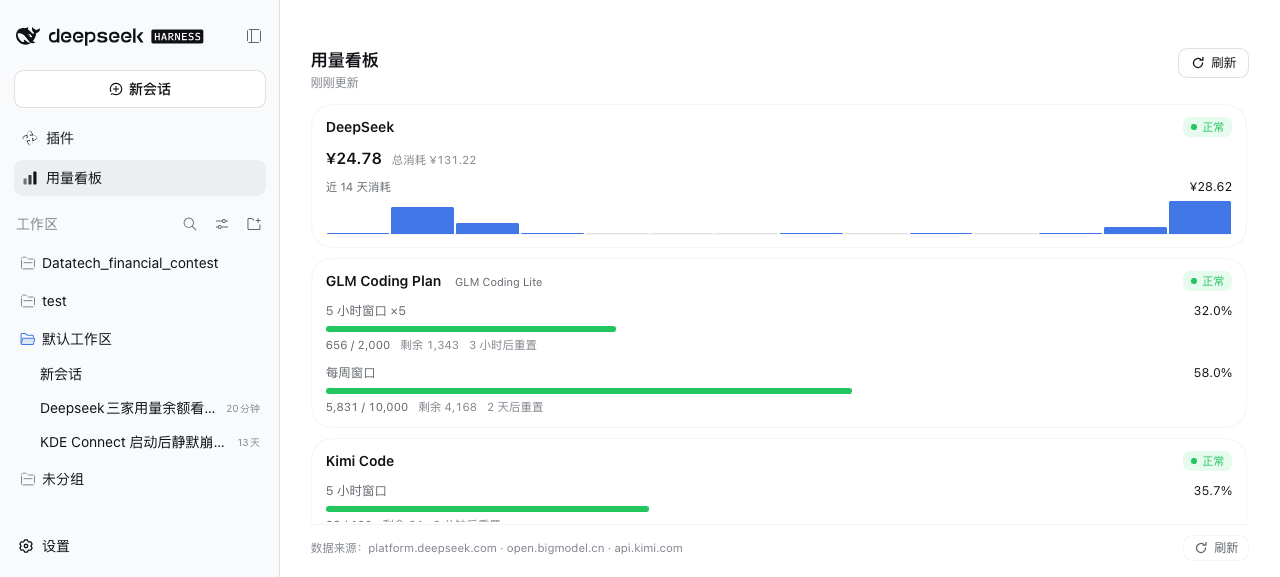 deepseek HARNESS
新会话
插件
用量看板
工作区
Datatech_financial_contest
test
默认工作区
新会话
Deepseek三家用量余额看... 20分钟
KDE Connect 启动后静默崩... 13天
未分组
设置
用量看板
刚刚更新
刷新
DeepSeek
正常
¥24.78 总消耗 ¥131.22
近 14 天消耗 ¥28.62
GLM Coding Plan GLM Coding Lite
正常
5 小时窗口 ×5 32.0%
656 / 2,000 剩余 1,343 3 小时后重置
每周窗口 58.0%
5,831 / 10,000 剩余 4,168 2 天后重置
Kimi Code
正常
5 小时窗口 35.7%
数据来源：platform.deepseek.com · open.bigmodel.cn · api.kimi.com
刷新